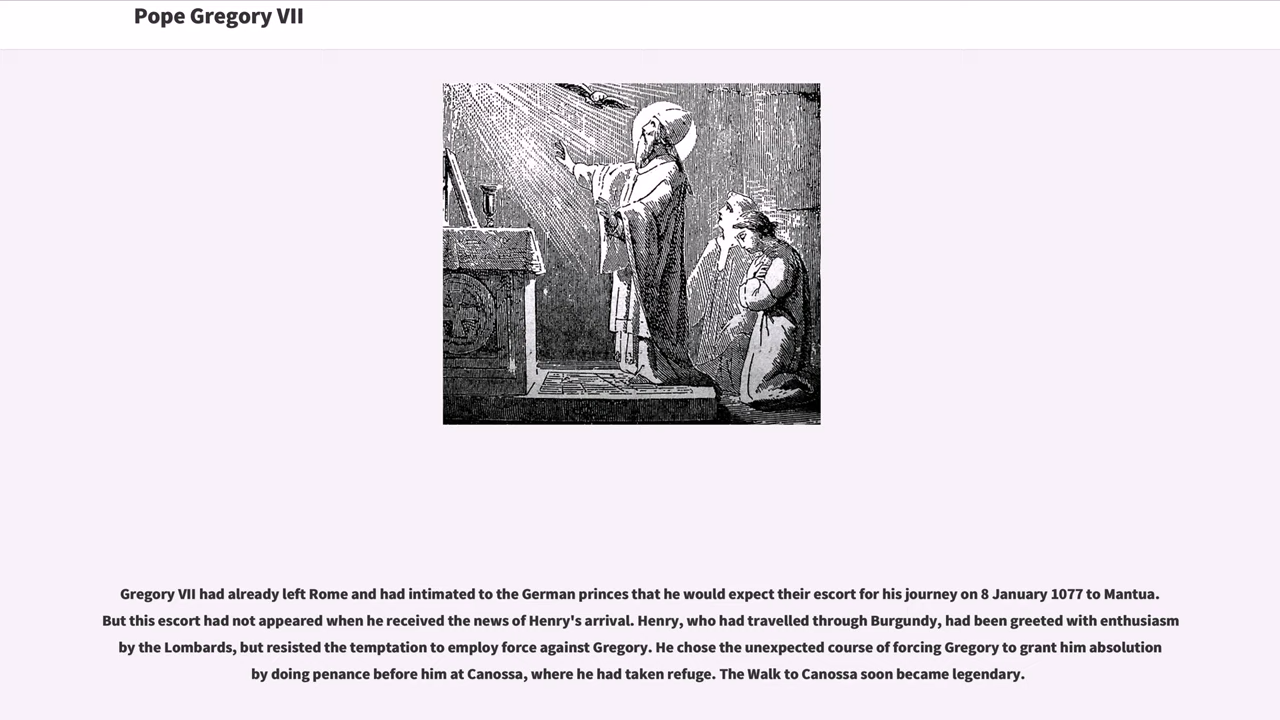 Pope Gregory VII
Gregory VII had already left Rome and had intimated to the German princes that he would expect their escort for his journey on 8 January 1077 to Mantua.
But this escort had not appeared when he received the news of Henry's arrival. Henry, who had travelled through Burgundy, had been greeted with enthusiasm
by the Lombards, but resisted the temptation to employ force against Gregory. He chose the unexpected course of forcing Gregory to grant him absolution
by doing penance before him at Canossa, where he had taken refuge. The Walk to Canossa soon became legendary.